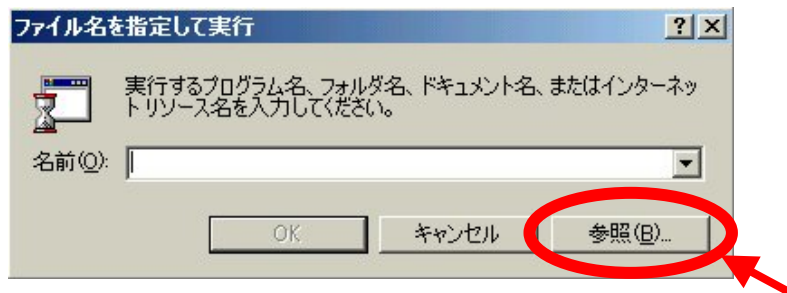 ファイル名を指定して実行
実行するプログラム名、フォルダ名、ドキュメント名、またはインターネッ
トリソース名を入力してください。
名前(O):
OK キャンセル 参照(B)...